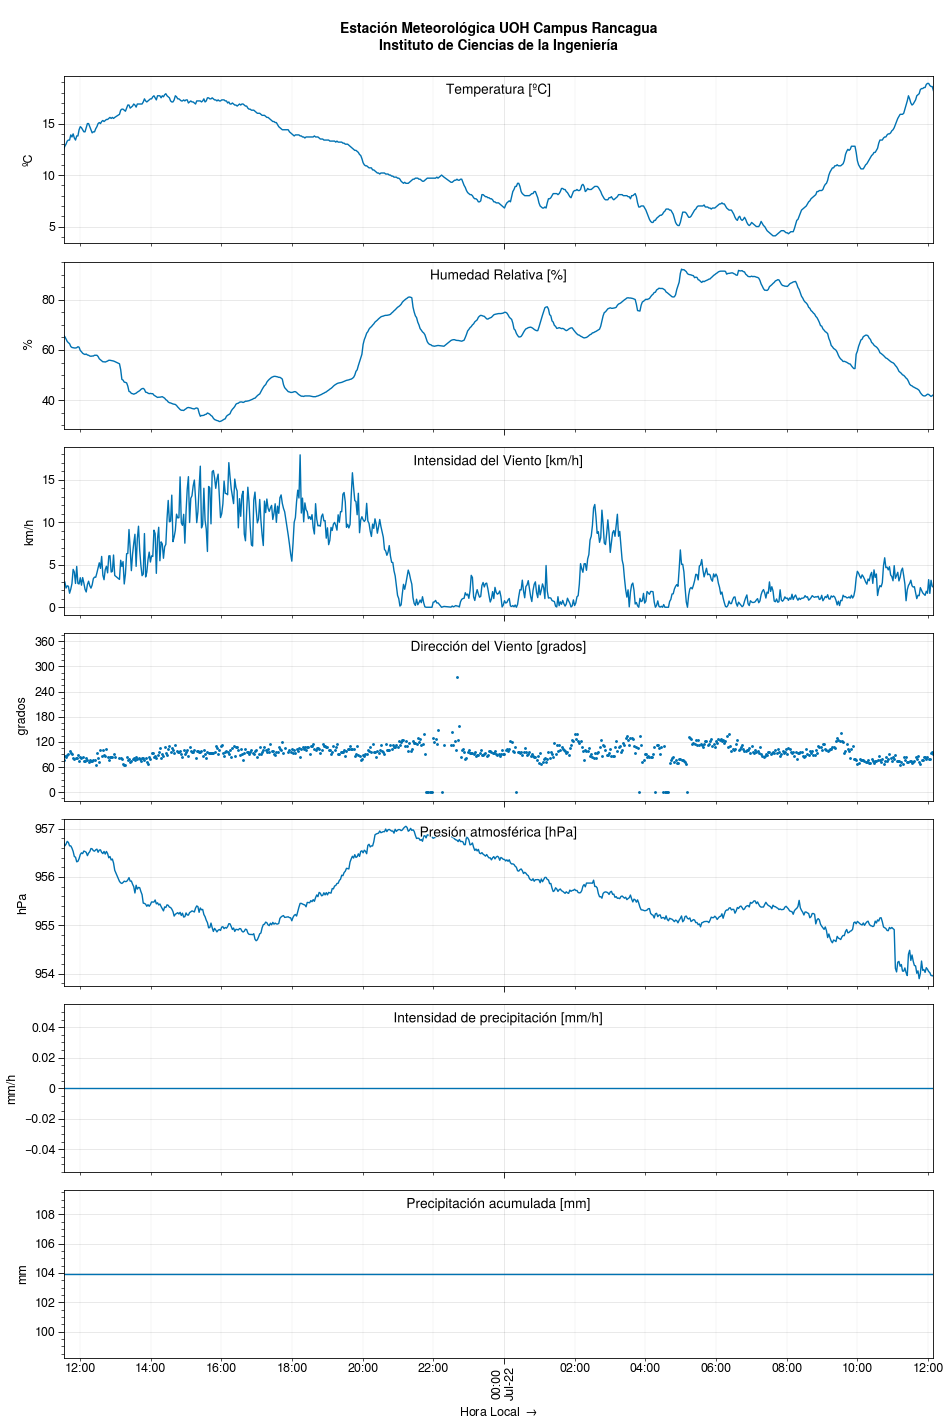 Estación Meteorológica UOH Campus Rancagua
Instituto de Ciencias de la Ingeniería
Temperatura [ºC]
ºC
15
10
5
Humedad Relativa [%]
%
80
60
40
Intensidad del Viento [km/h]
km/h
15
10
5
0
Dirección del Viento [grados]
grados
360
300
240
180
120
60
0
Presión atmosférica [hPa]
hPa
957
956
955
954
Intensidad de precipitación [mm/h]
mm/h
0.04
0.02
0
−0.02
−0.04
Precipitación acumulada [mm]
mm
108
106
104
102
100
12:00 14:00 16:00 18:00 20:00 22:00 00:00 02:00 04:00 06:00 08:00 10:00 12:00
Jul-22
Hora Local →